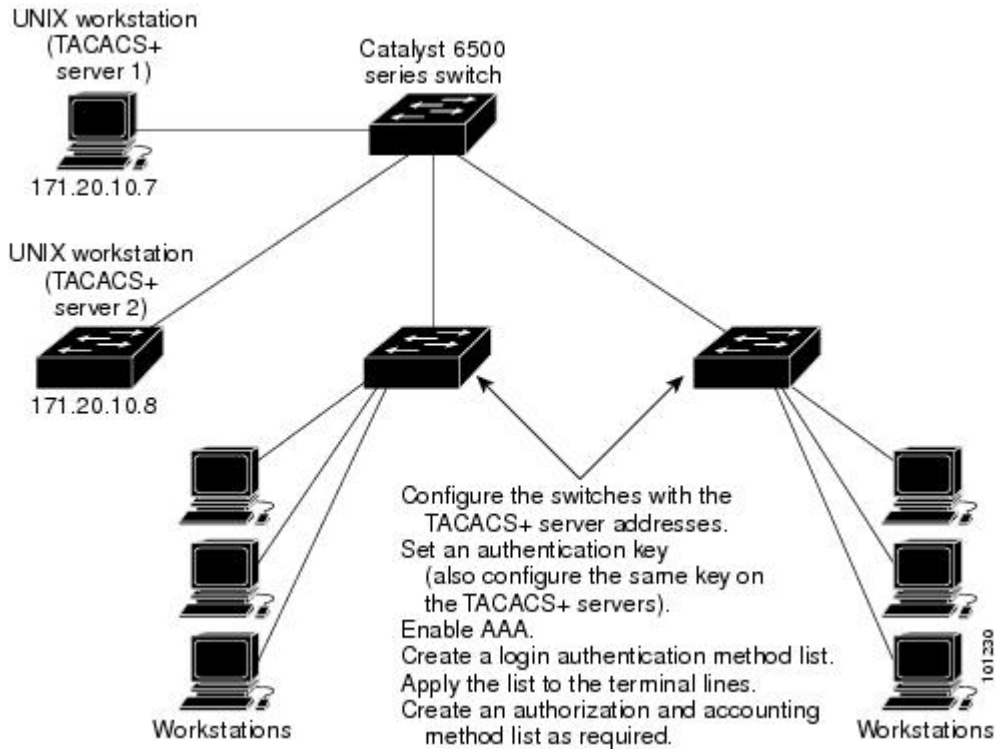 UNIX workstation
(TACACS+
server 1)
Catalyst 6500
series switch
171.20.10.7
UNIX workstation
(TACACS+
server 2)
171.20.10.8
Configure the switches with the
TACACS+ server addresses.
Set an authentication key
(also configure the same key on
the TACACS+ servers).
Enable AAA.
Create a login authentication method list.
Apply the list to the terminal lines.
Create an authorization and accounting
method list as required.
Workstations
Workstations
101230